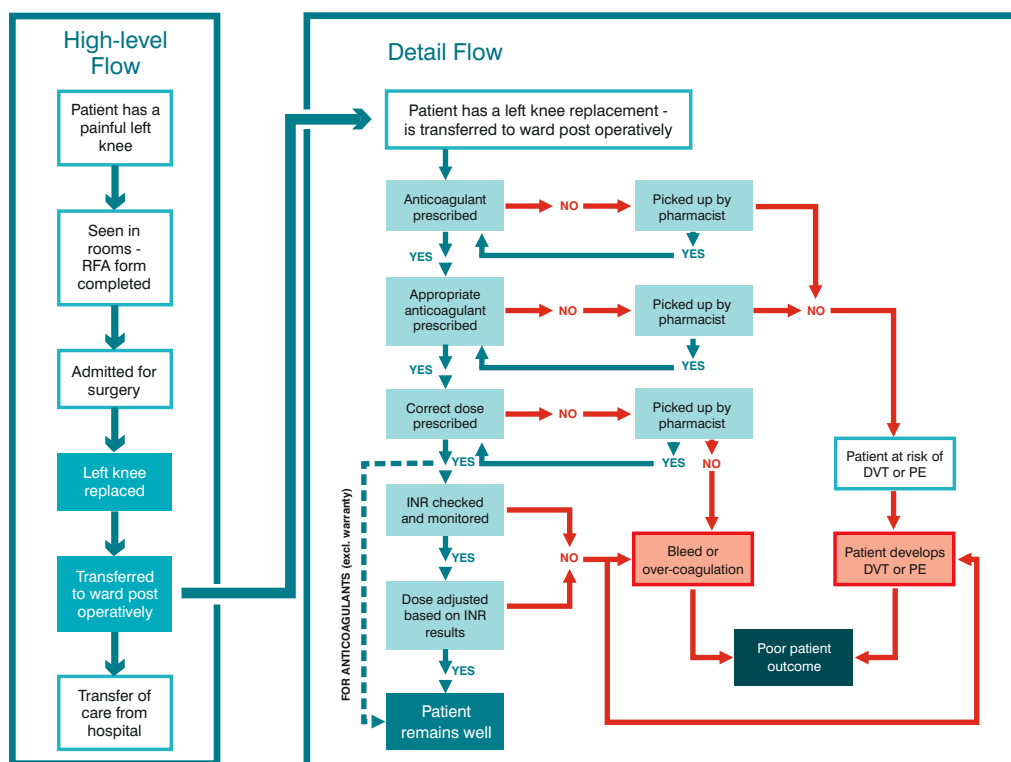 High-level
Flow
Patient has a
painful left
knee
Seen in
rooms -
RFA form
completed
Admitted for
surgery
Left knee
replaced
Transferred
to ward post
operatively
Transfer of
care from
hospital
Detail Flow
Patient has a left knee replacement -
is transferred to ward post operatively
Anticoagulant
prescribed
NO
Picked up by
pharmacist
YES
YES
Appropriate
anticoagulant
prescribed
NO
Picked up by
pharmacist
NO
YES
YES
Correct dose
prescribed
NO
Picked up by
pharmacist
YES
YES
NO
Patient at risk of
DVT or PE
FOR ANTICOAGULANTS (excl. warranty)
INR checked
and monitored
YES
NO
Bleed or
over-coagulation
Patient develops
DVT or PE
Dose adjusted
based on INR
results
YES
Poor patient
outcome
Patient
remains well